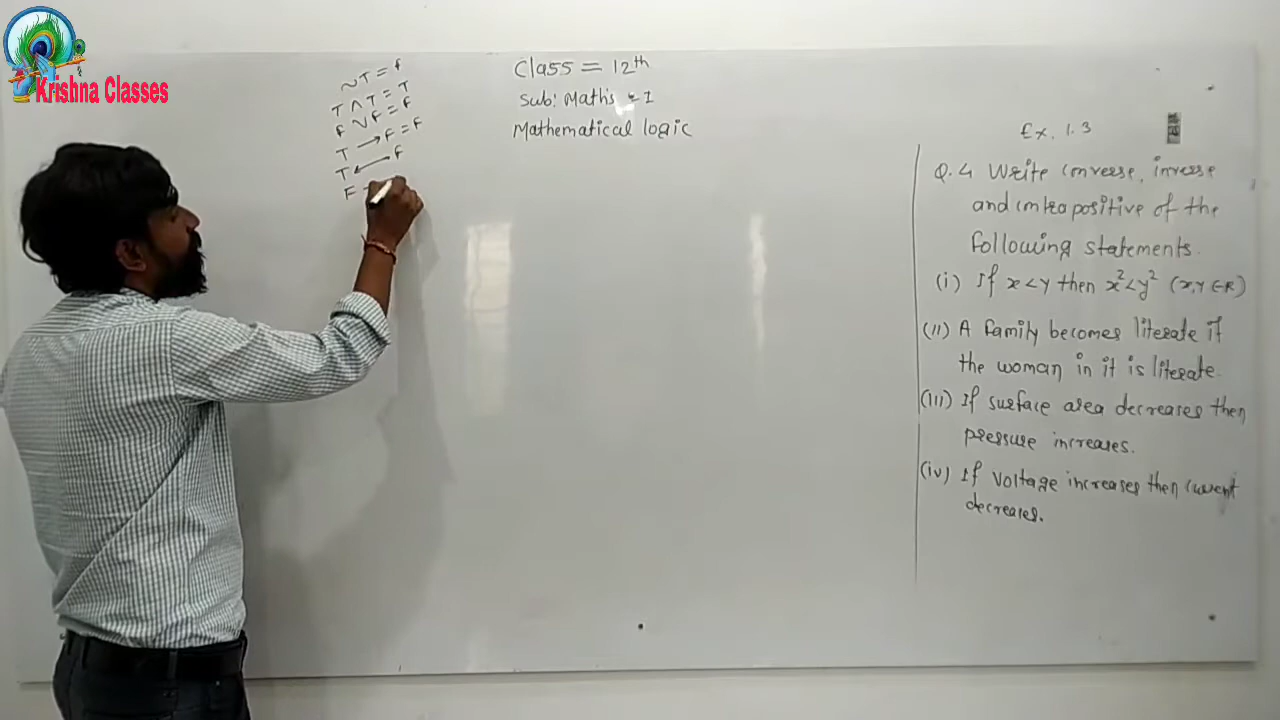 Krishna Classes
~T = F
T ∧ T = T
F ∨ F = F
T → F = F
T ← F
F
Class = 12th
Sub: Maths - I
Mathematical logic
Ex. 1.3
Q. 4 Write converse, inverse
and contrapositive of the
following statements.
(i) If x < y then x² < y² (x, y ∈ R)
(ii) A family becomes literate if
the woman in it is literate.
(iii) If surface area decreases then
pressure increases.
(iv) If voltage increases then current
decreases.